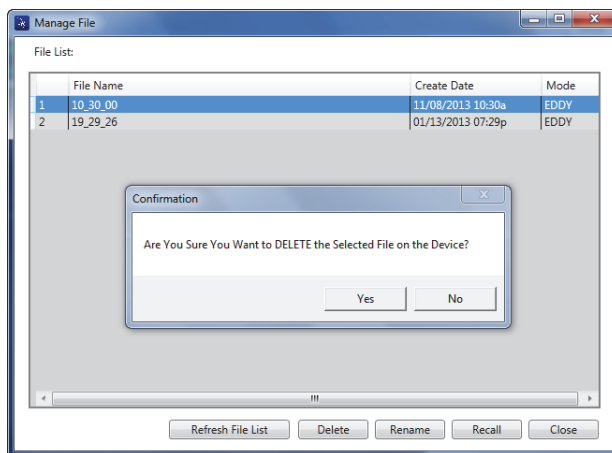 Manage File
File List:
File Name Create Date Mode
1 10_30_00 11/08/2013 10:30a EDDY
2 19_29_26 01/13/2013 07:29p EDDY
Confirmation
Are You Sure You Want to DELETE the Selected File on the Device?
Yes No
Refresh File List Delete Rename Recall Close